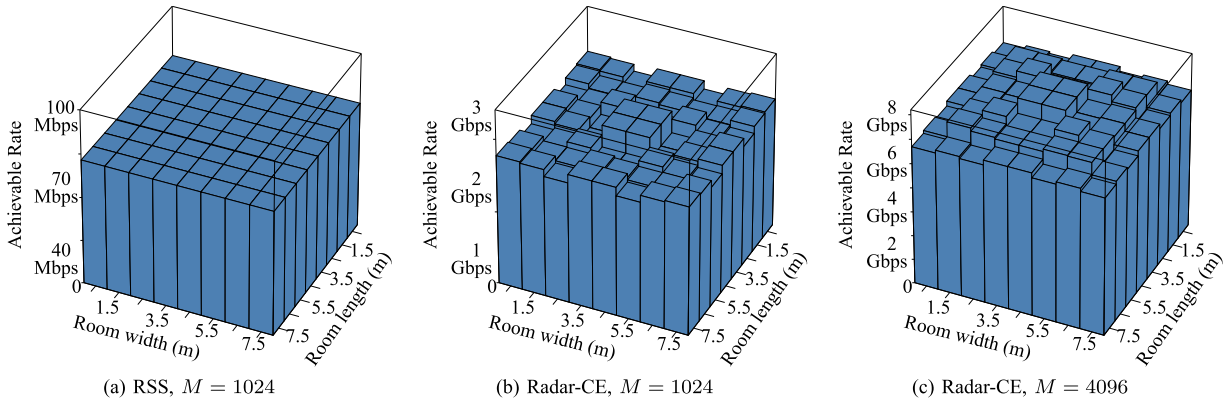 Achievable Rate
100
Mbps
70
Mbps
40
Mbps
0
1.5
3.5
5.5
7.5
Room width (m)
1.5
3.5
5.5
7.5
Room length (m)
(a) RSS, M = 1024
Achievable Rate
3
Gbps
2
Gbps
1
Gbps
0
1.5
3.5
5.5
7.5
Room width (m)
1.5
3.5
5.5
7.5
Room length (m)
(b) Radar-CE, M = 1024
Achievable Rate
8
Gbps
6
Gbps
4
Gbps
2
Gbps
0
1.5
3.5
5.5
7.5
Room width (m)
1.5
3.5
5.5
7.5
Room length (m)
(c) Radar-CE, M = 4096